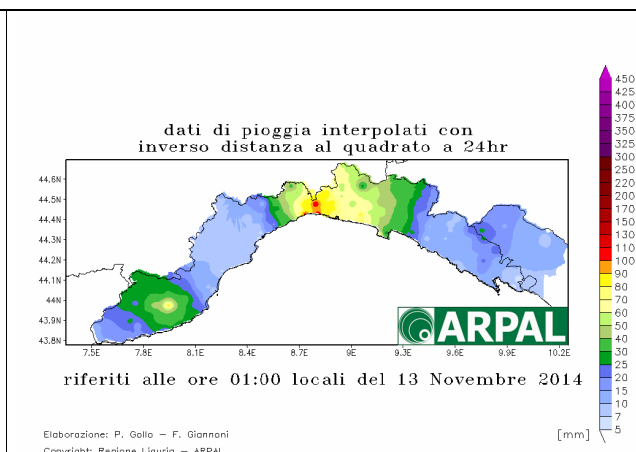 dati di pioggia interpolati con
inverso distanza al quadrato a 24hr
44.6N
44.5N
44.4N
44.3N
44.2N
44.1N
44N
43.9N
43.8N
7.5E 7.8E 8.1E 8.4E 8.7E 9E 9.3E 9.6E 9.9E 10.2E
ARPAL
450
425
400
375
350
325
300
250
220
200
170
150
130
110
100
90
80
70
60
50
40
30
25
20
15
10
7
5
[mm]
riferiti alle ore 01:00 locali del 13 Novembre 2014
Elaborazione: P. Gollo – F. Giannoni
Copyright: Regione Liguria – ARPAL